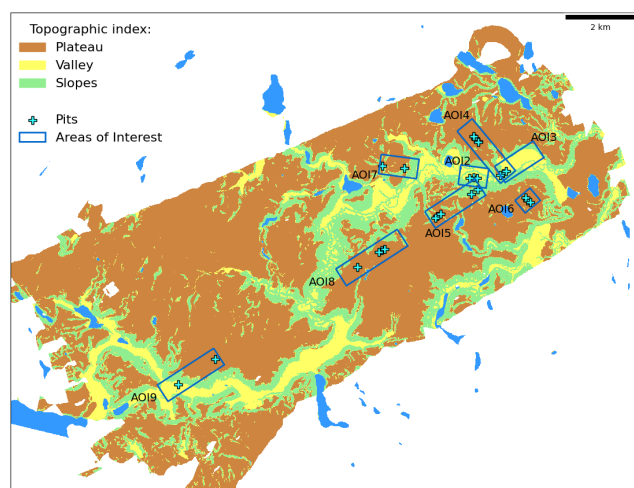 Topographic index:
Plateau
Valley
Slopes
Pits
Areas of Interest
2 km
AOI4
AOI3
AOI2
AOI7
AOI6
AOI5
AOI8
AOI9